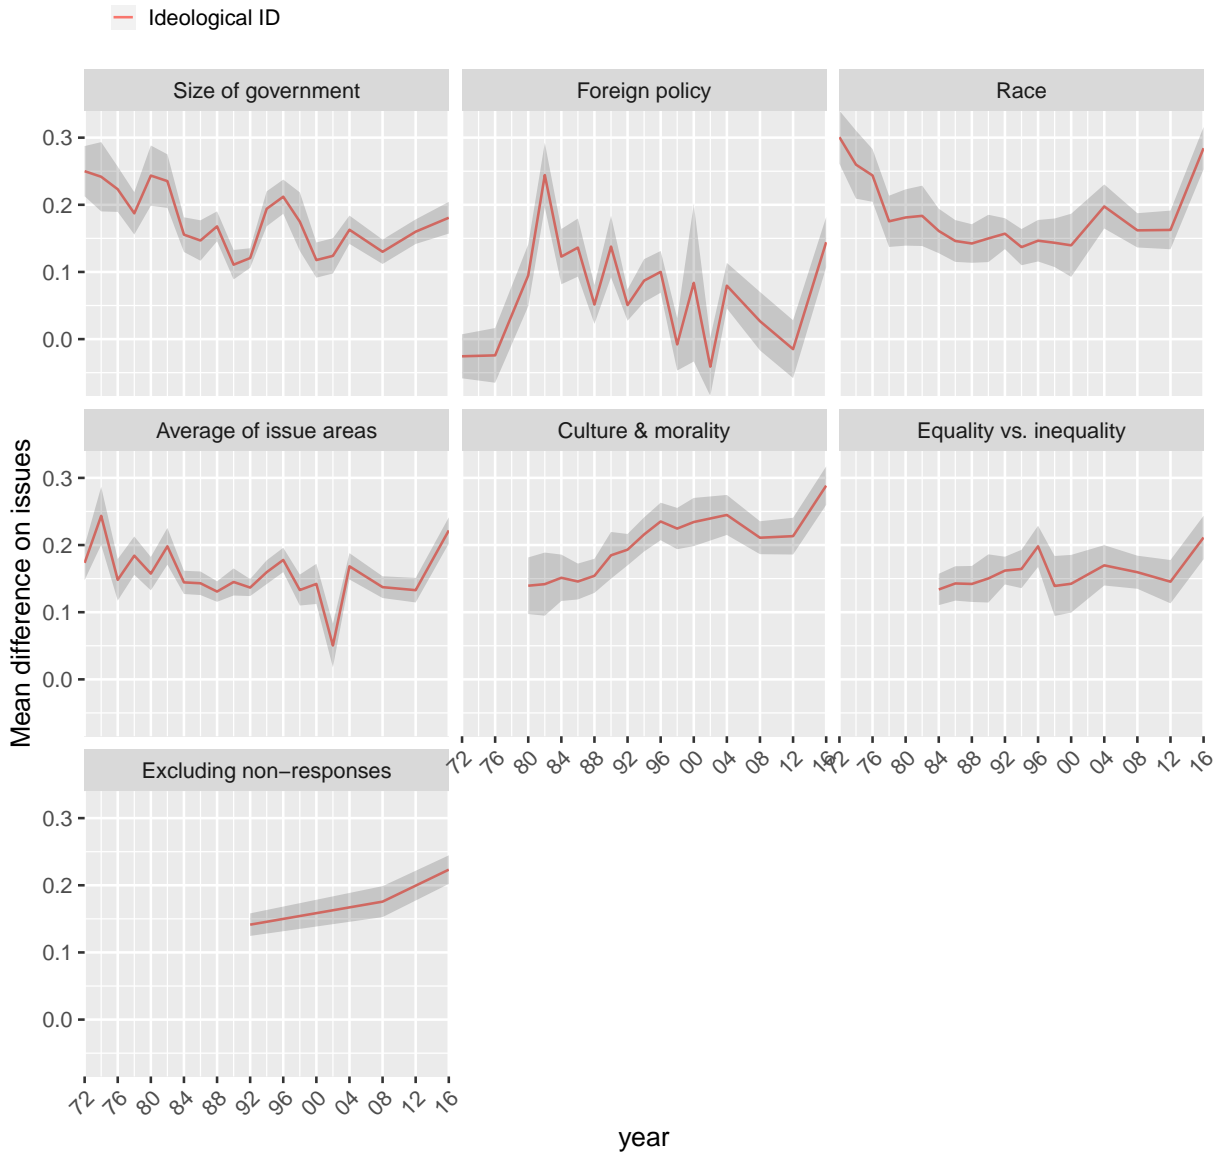 Ideological ID
Size of government
Foreign policy
Race
0.3
0.2
0.1
0.0
Average of issue areas
Culture & morality
Equality vs. inequality
0.3
0.2
0.1
0.0
Mean difference on issues
72 76 80 84 88 92 96 00 04 08 12 16
72 76 80 84 88 92 96 00 04 08 12 16
Excluding non−responses
0.3
0.2
0.1
0.0
72 76 80 84 88 92 96 00 04 08 12 16
year